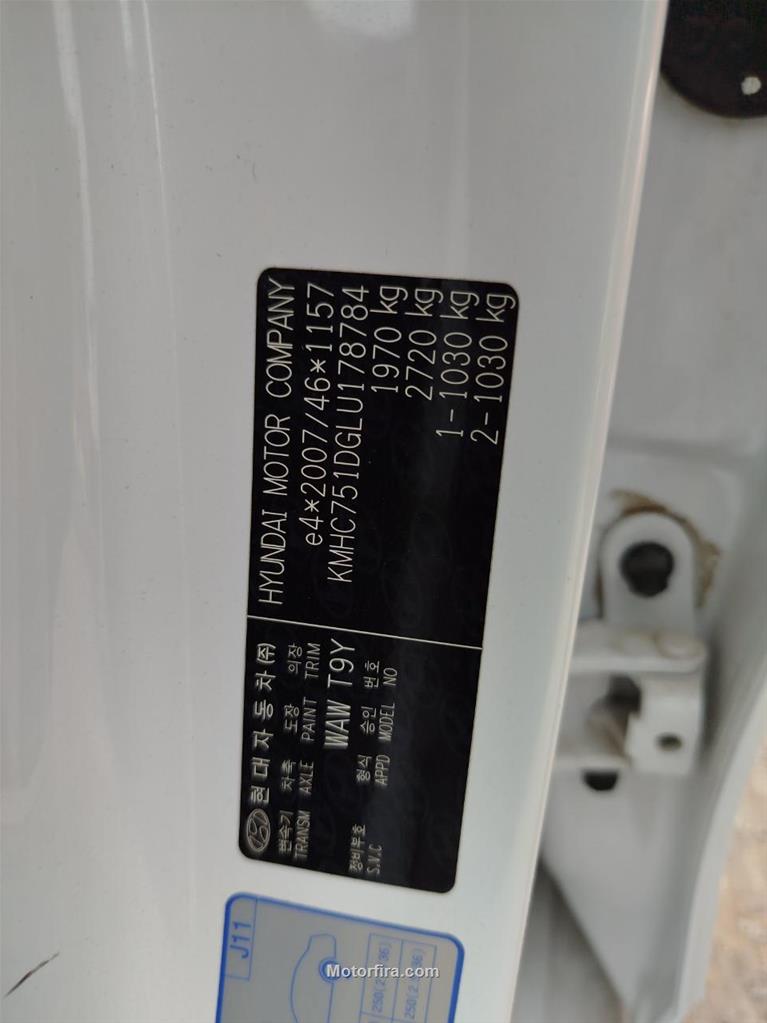 HYUNDAI MOTOR COMPANY
e4*2007/46*1157
KMHC751DGLU178784
1970 kg
2720 kg
1-1030 kg
2-1030 kg
현대자동차(주)
변속기 차축 도장 의장
TRANSM AXLE PAINT TRIM
WAW T9Y
정비부호 형식 승인 번호
S.V.C APPD MODEL NO
J11
Motorfira.com